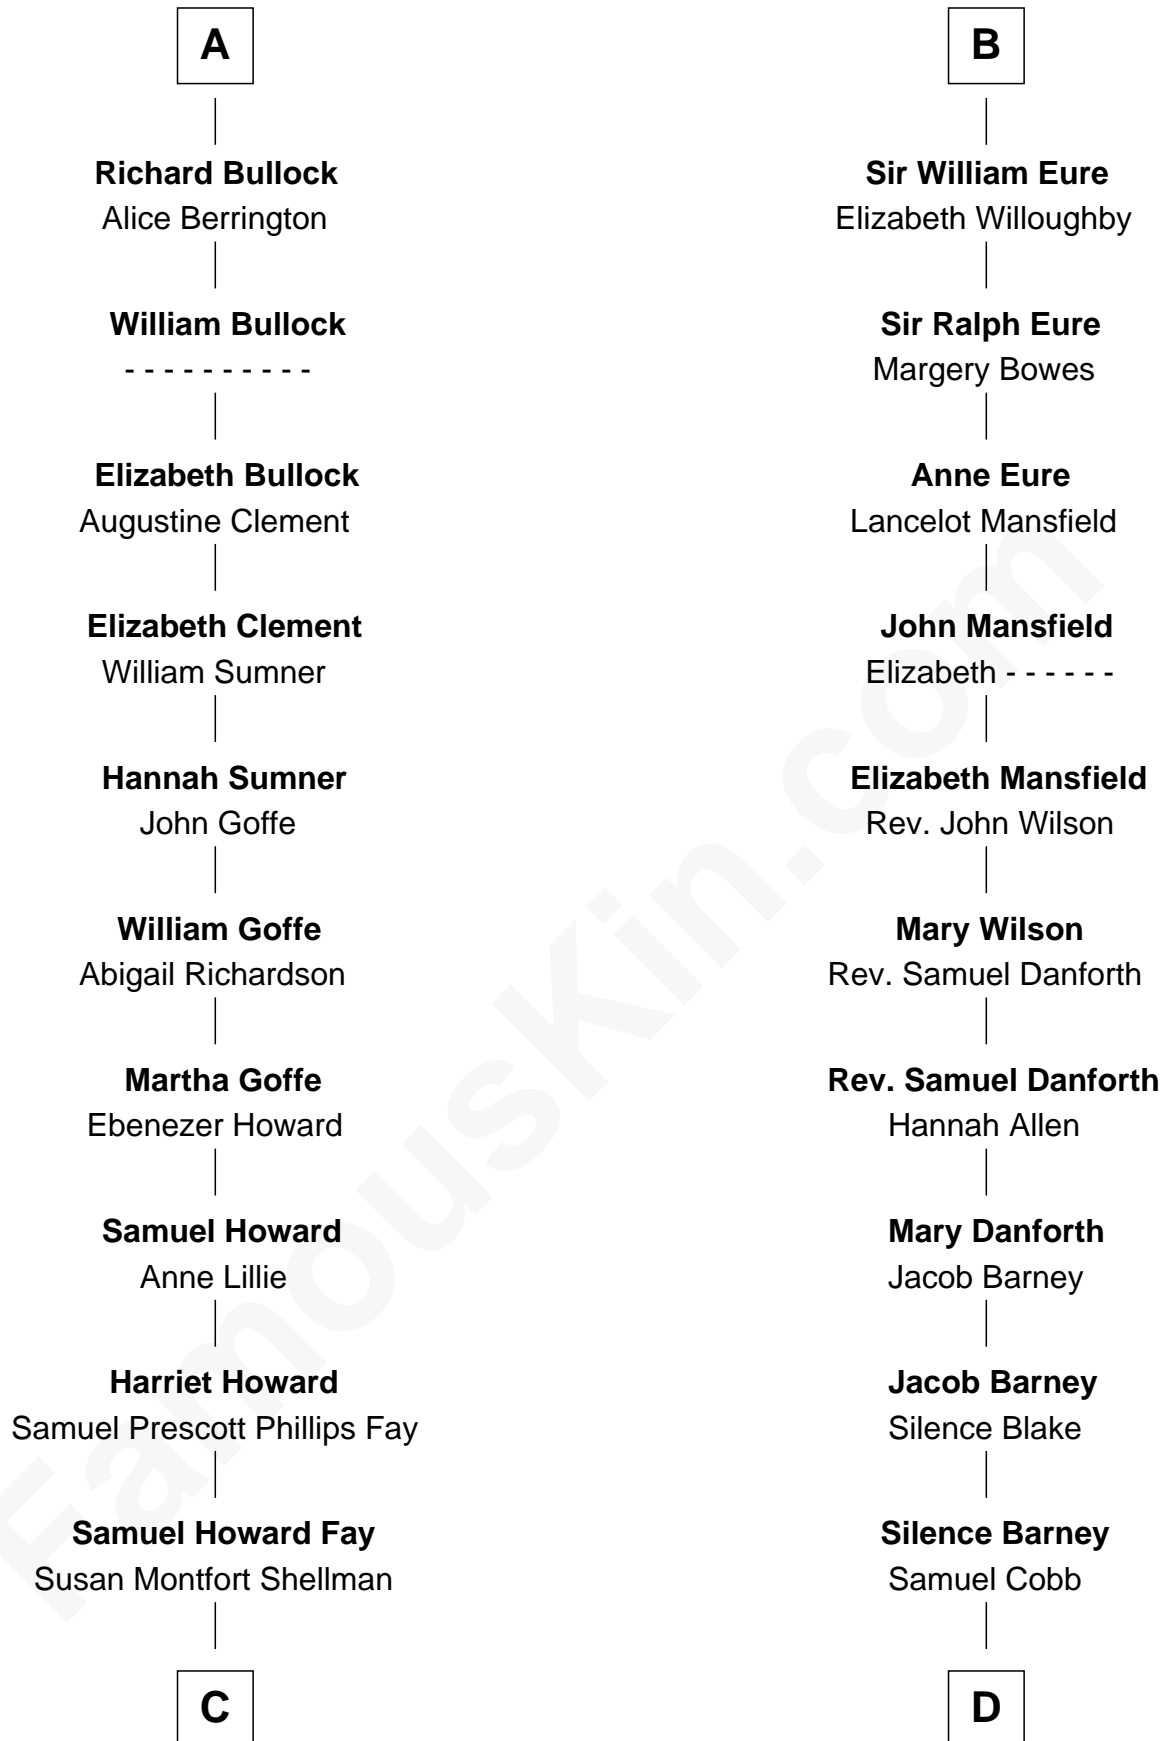 A
Richard Bullock
Alice Berrington
William Bullock
- - - - - - - - - -
Elizabeth Bullock
Augustine Clement
Elizabeth Clement
William Sumner
Hannah Sumner
John Goffe
William Goffe
Abigail Richardson
Martha Goffe
Ebenezer Howard
Samuel Howard
Anne Lillie
Harriet Howard
Samuel Prescott Phillips Fay
Samuel Howard Fay
Susan Montfort Shellman
C
B
Sir William Eure
Elizabeth Willoughby
Sir Ralph Eure
Margery Bowes
Anne Eure
Lancelot Mansfield
John Mansfield
Elizabeth - - - - - -
Elizabeth Mansfield
Rev. John Wilson
Mary Wilson
Rev. Samuel Danforth
Rev. Samuel Danforth
Hannah Allen
Mary Danforth
Jacob Barney
Jacob Barney
Silence Blake
Silence Barney
Samuel Cobb
D
FamousKin.com